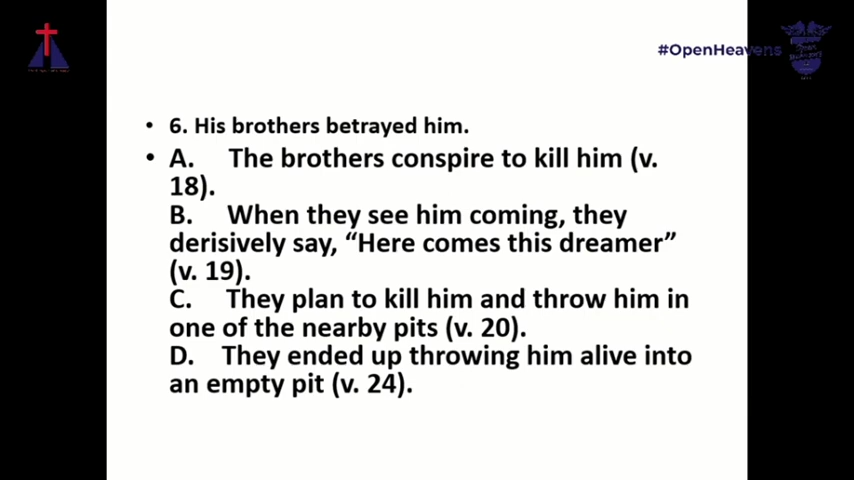 #OpenHeavens
• 6. His brothers betrayed him.
• A. The brothers conspire to kill him (v.
18).
B. When they see him coming, they
derisively say, “Here comes this dreamer”
(v. 19).
C. They plan to kill him and throw him in
one of the nearby pits (v. 20).
D. They ended up throwing him alive into
an empty pit (v. 24).